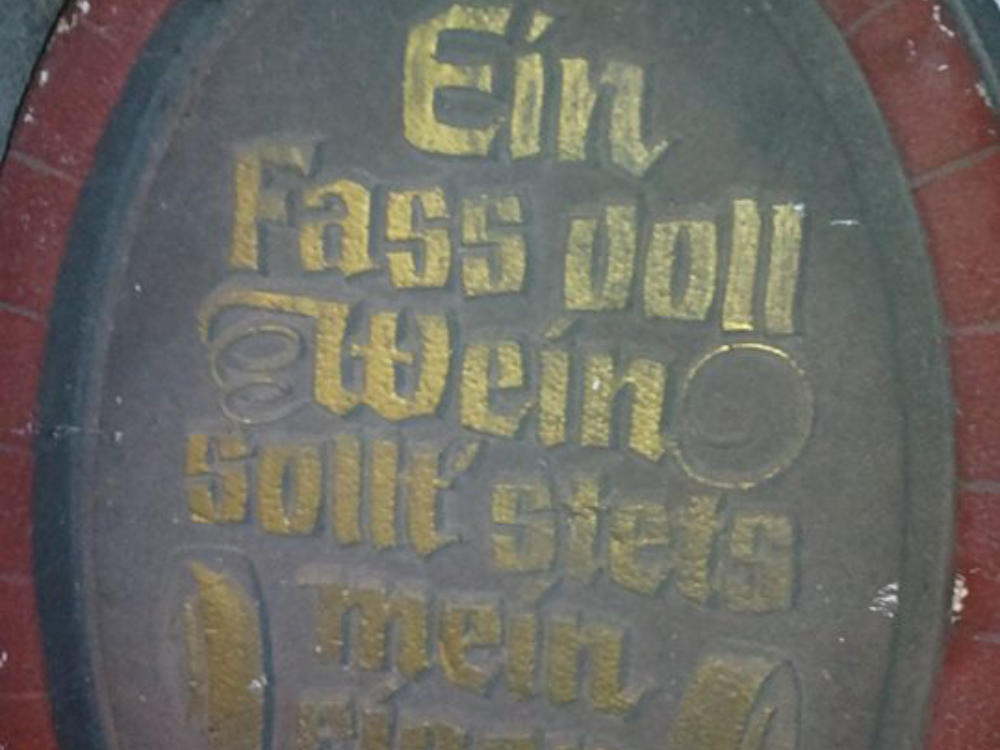 Ein
Fass voll
Wein
sollt' stets
mein